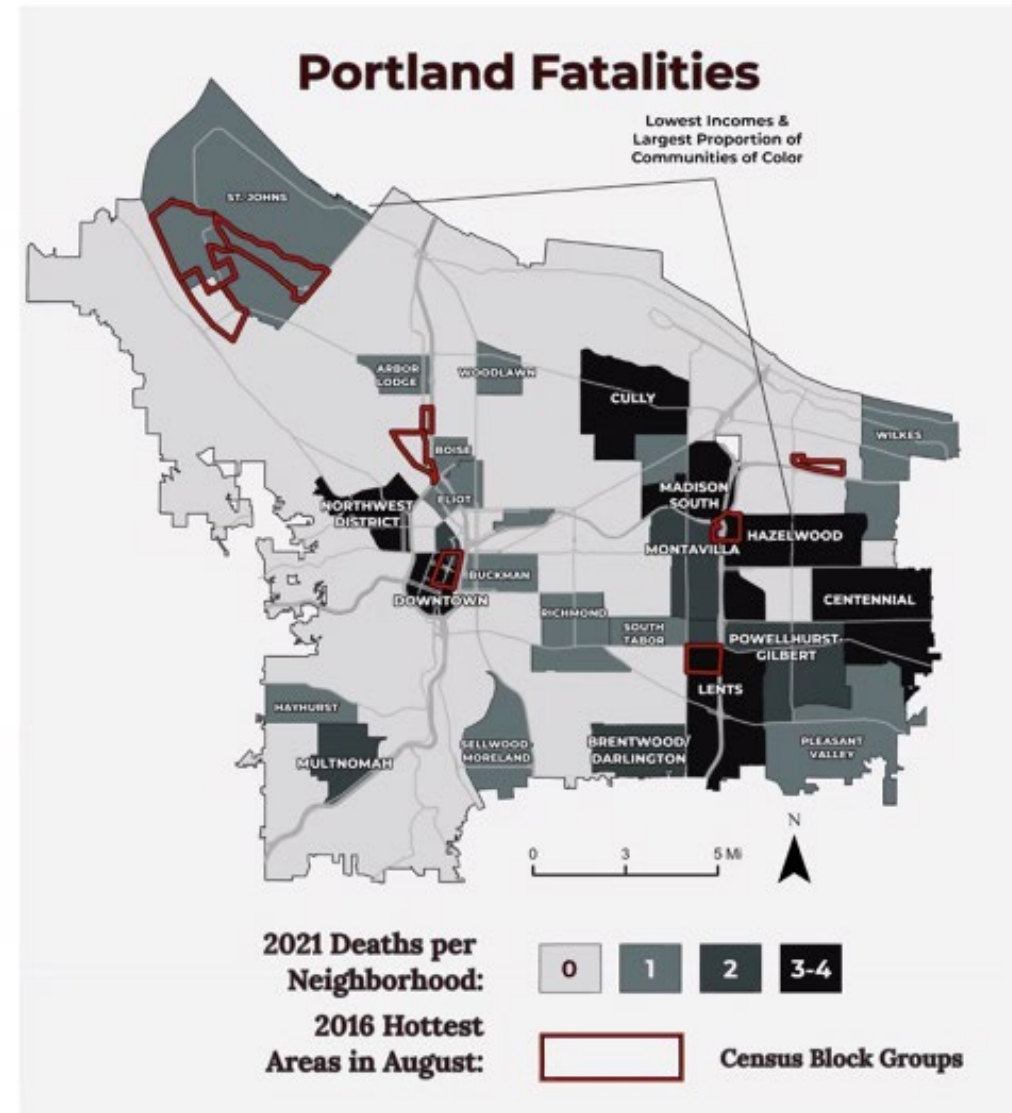 Portland Fatalities
Lowest Incomes &
Largest Proportion of
Communities of Color
ST. JOHNS
ARBOR
LODGE
WOODLAWN
CULLY
BOISE
WILKES
ELIOT
MADISON
SOUTH
NORTHWEST
DISTRICT
HAZELWOOD
MONTAVILLA
BUCKMAN
DOWNTOWN
CENTENNIAL
RICHMOND
SOUTH
TABOR
POWELLHURST-
GILBERT
LENTS
HAYHURST
MULTNOMAH
SELLWOOD
MORELAND
BRENTWOOD/
DARLINGTON
PLEASANT
VALLEY
N
0 3 5 Mi
2021 Deaths per
Neighborhood:
0 1 2 3-4
2016 Hottest
Areas in August:
Census Block Groups